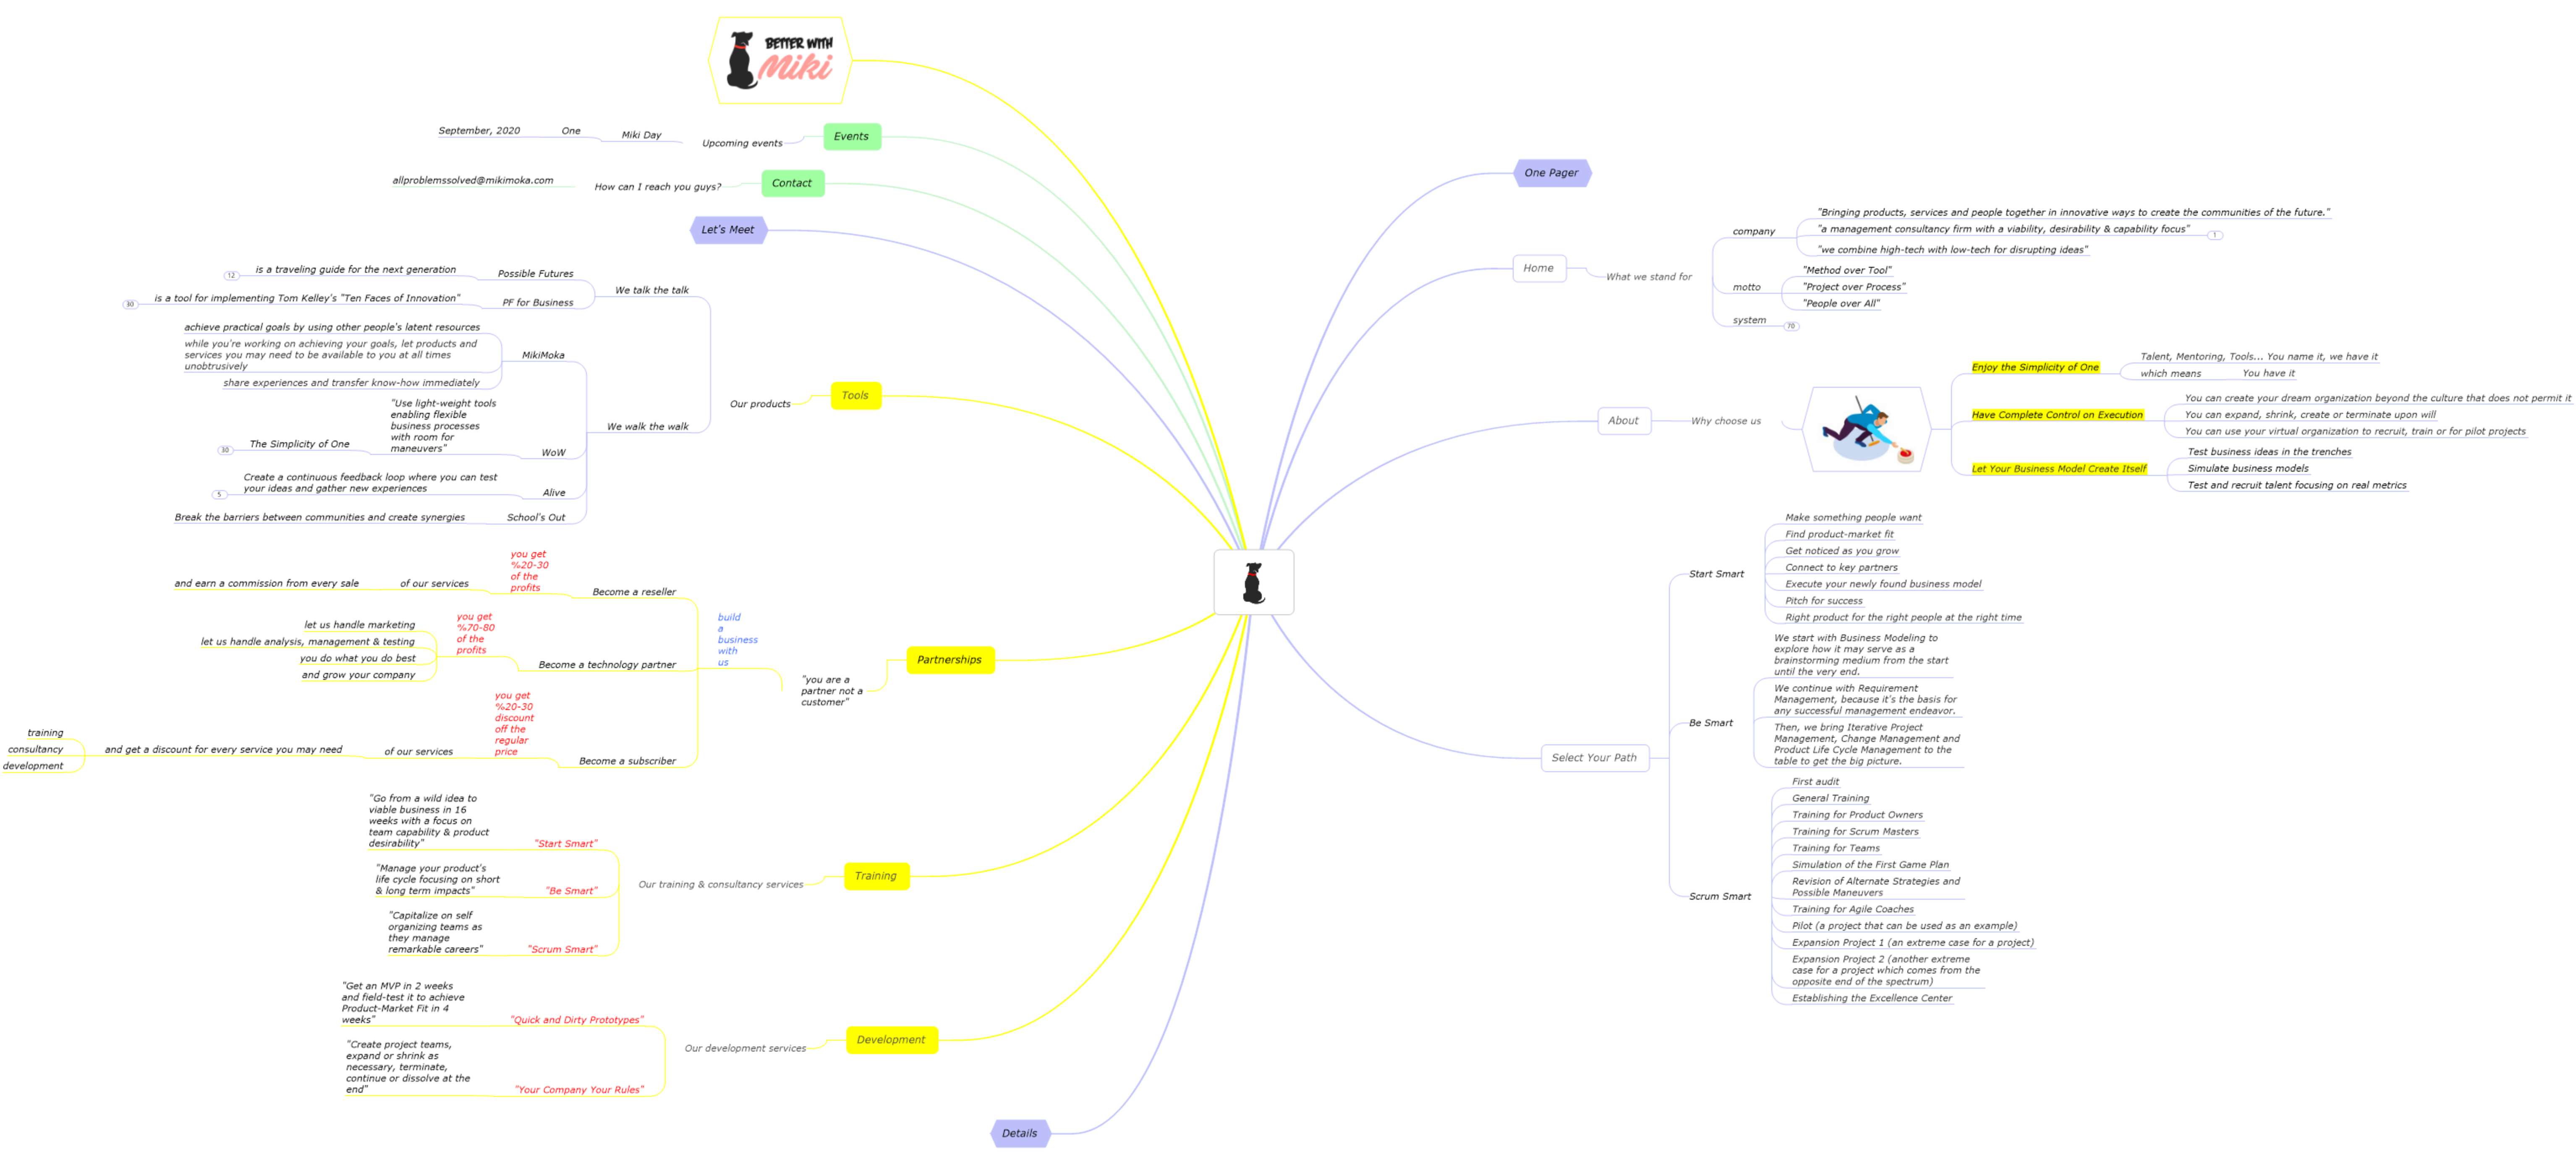 BETTER WITH
Miki
Events
Upcoming events
Miki Day
One
September, 2020
Contact
How can I reach you guys?
allproblemssolved@mikimoka.com
Let's Meet
Tools
Our products
We talk the talk
Possible Futures
is a traveling guide for the next generation
12
PF for Business
is a tool for implementing Tom Kelley's "Ten Faces of Innovation"
80
We walk the walk
MikiMoka
achieve practical goals by using other people's latent resources
while you're working on achieving your goals, let products and
services you may need to be available to you at all times
unobtrusively
share experiences and transfer know-how immediately
WoW
"Use light-weight tools
enabling flexible
business processes
with room for
maneuvers"
The Simplicity of One
30
Alive
Create a continuous feedback loop where you can test
your ideas and gather new experiences
5
School's Out
Break the barriers between communities and create synergies
Partnerships
"you are a
partner not a
customer"
build
a
business
with
us
Become a reseller
you get
%20-30
of the
profits
of our services
and earn a commission from every sale
Become a technology partner
you get
%70-80
of the
profits
let us handle marketing
let us handle analysis, management & testing
you do what you do best
and grow your company
Become a subscriber
you get
%20-30
discount
off the
regular
price
of our services
and get a discount for every service you may need
training
consultancy
development
Training
Our training & consultancy services
"Start Smart"
"Go from a wild idea to
viable business in 16
weeks with a focus on
team capability & product
desirability"
"Be Smart"
"Manage your product's
life cycle focusing on short
& long term impacts"
"Scrum Smart"
"Capitalize on self
organizing teams as
they manage
remarkable careers"
Development
Our development services
"Quick and Dirty Prototypes"
"Get an MVP in 2 weeks
and field-test it to achieve
Product-Market Fit in 4
weeks"
"Your Company Your Rules"
"Create project teams,
expand or shrink as
necessary, terminate,
continue or dissolve at the
end"
Details
One Pager
Home
What we stand for
company
"Bringing products, services and people together in innovative ways to create the communities of the future."
"a management consultancy firm with a viability, desirability & capability focus"
1
"we combine high-tech with low-tech for disrupting ideas"
motto
"Method over Tool"
"Project over Process"
"People over All"
system
70
About
Why choose us
Enjoy the Simplicity of One
Talent, Mentoring, Tools... You name it, we have it
which means
You have it
Have Complete Control on Execution
You can create your dream organization beyond the culture that does not permit it
You can expand, shrink, create or terminate upon will
You can use your virtual organization to recruit, train or for pilot projects
Let Your Business Model Create Itself
Test business ideas in the trenches
Simulate business models
Test and recruit talent focusing on real metrics
Select Your Path
Start Smart
Make something people want
Find product-market fit
Get noticed as you grow
Connect to key partners
Execute your newly found business model
Pitch for success
Right product for the right people at the right time
Be Smart
We start with Business Modeling to
explore how it may serve as a
brainstorming medium from the start
until the very end.
We continue with Requirement
Management, because it's the basis for
any successful management endeavor.
Then, we bring Iterative Project
Management, Change Management and
Product Life Cycle Management to the
table to get the big picture.
Scrum Smart
First audit
General Training
Training for Product Owners
Training for Scrum Masters
Training for Teams
Simulation of the First Game Plan
Revision of Alternate Strategies and
Possible Maneuvers
Training for Agile Coaches
Pilot (a project that can be used as an example)
Expansion Project 1 (an extreme case for a project)
Expansion Project 2 (another extreme
case for a project which comes from the
opposite end of the spectrum)
Establishing the Excellence Center